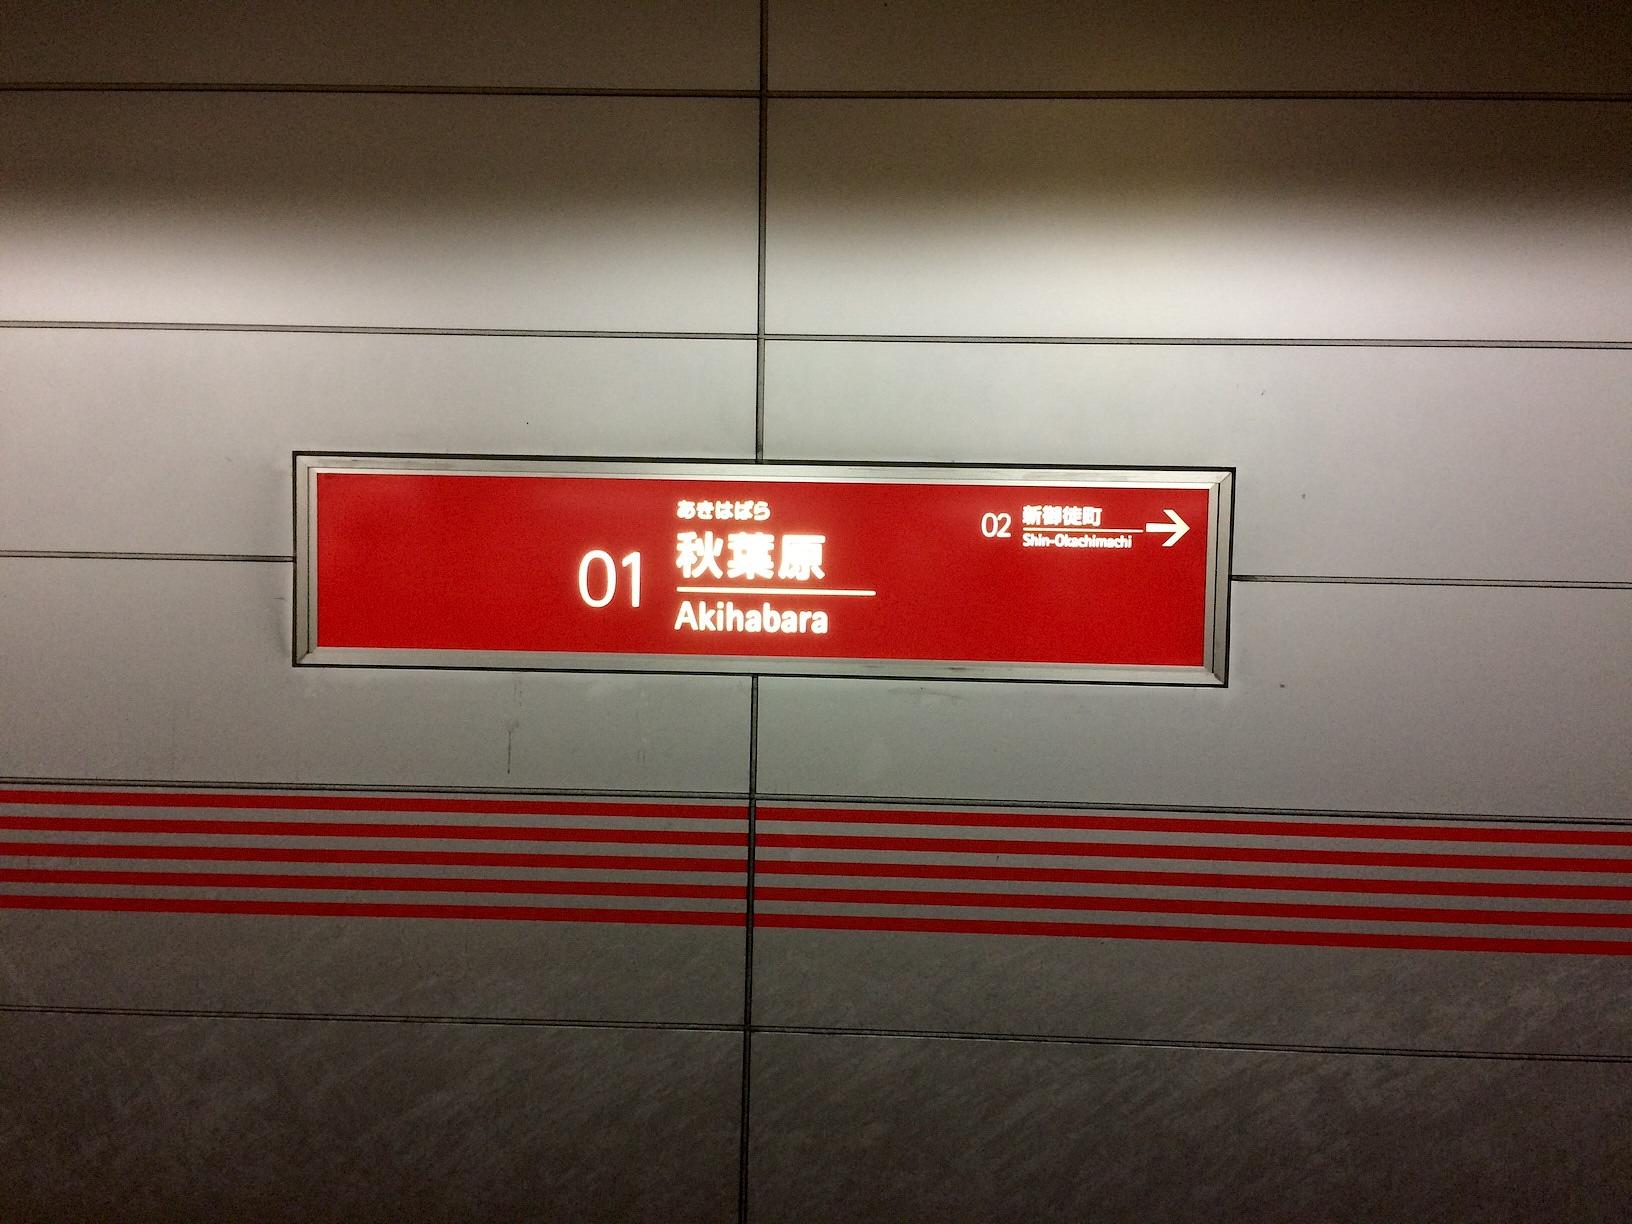 あきはばら
01 秋葉原
Akihabara
02 新御徒町 →
Shin-Okachimachi